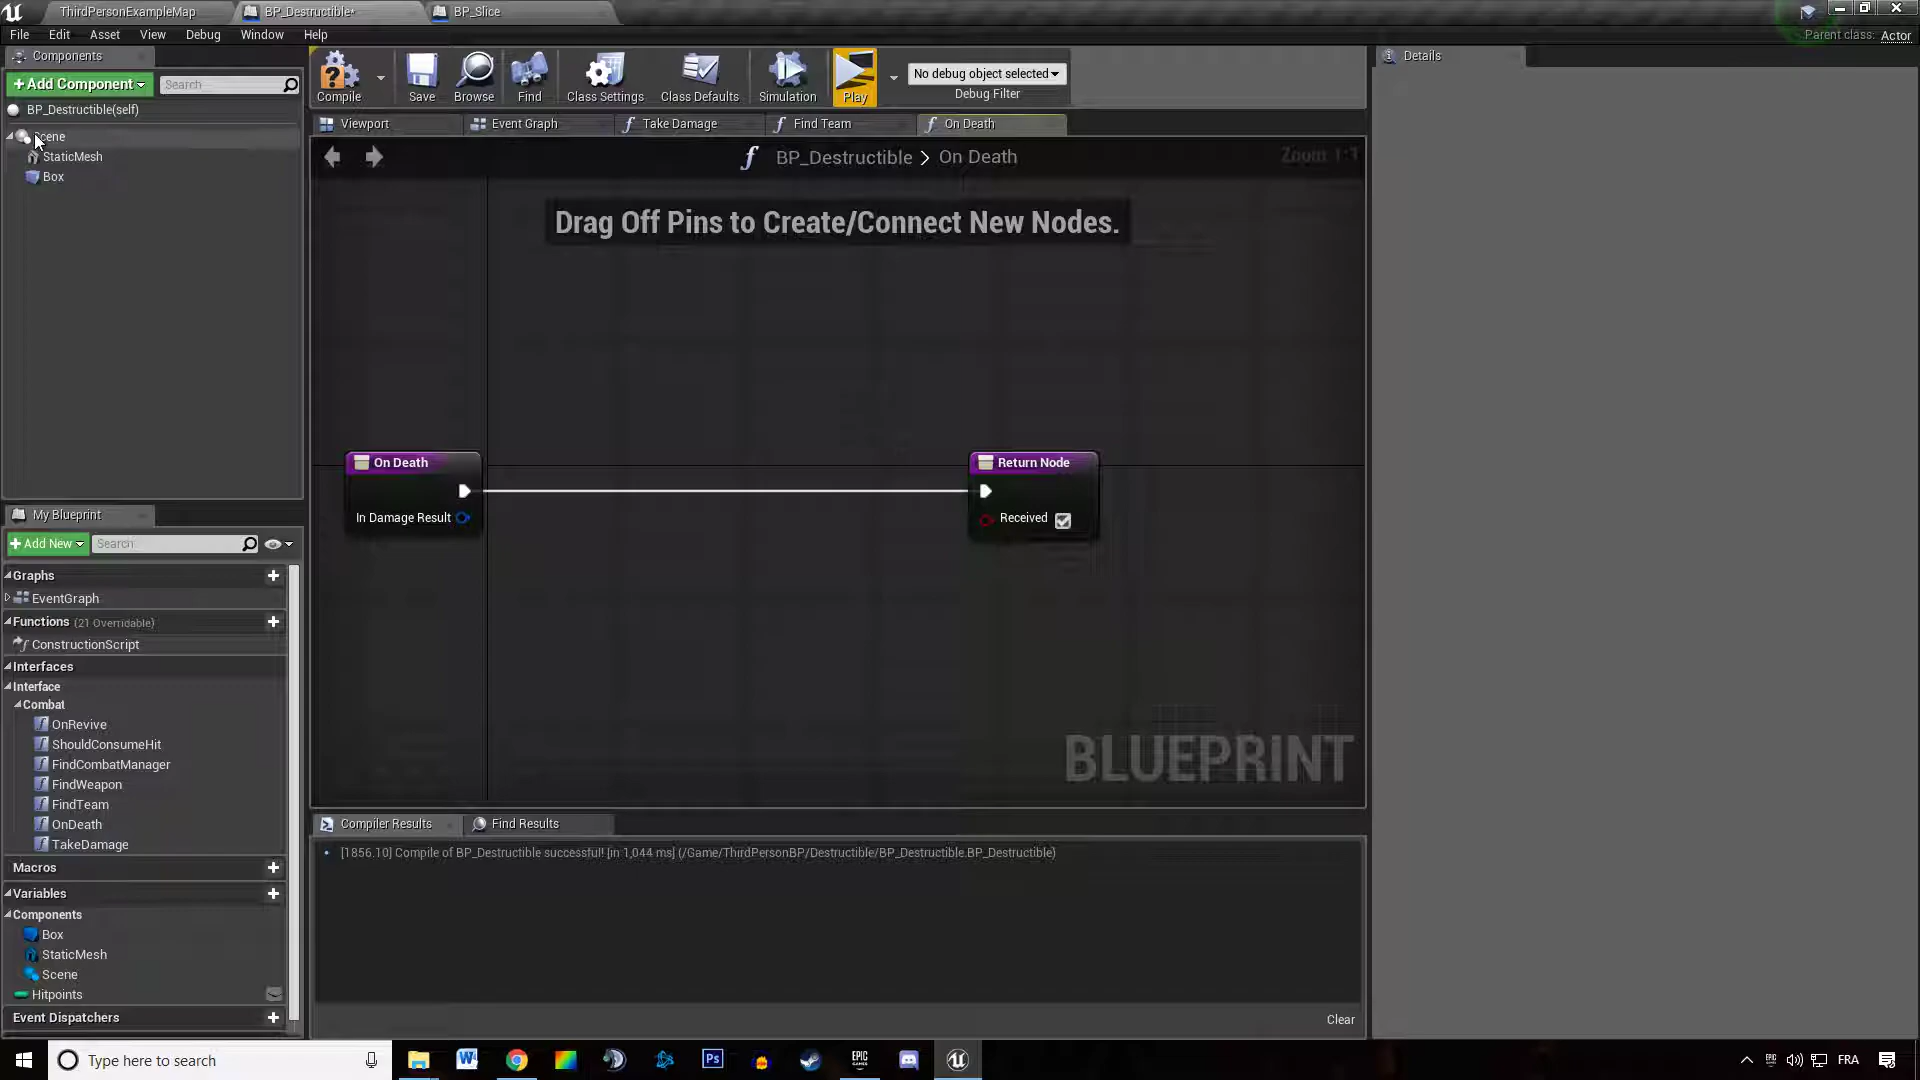 ThirdPersonExampleMap
BP_Destructible*
BP_Slice
File Edit Asset View Debug Window Help
Parent class: Actor
Components
+Add Component
Search
BP_Destructible(self)
Scene
StaticMesh
Box
Compile
Save
Browse
Find
Class Settings
Class Defaults
Simulation
Play
No debug object selected
Debug Filter
Details
Viewport
Event Graph
Take Damage
Find Team
On Death
BP_Destructible > On Death
Zoom 1:1
Drag Off Pins to Create/Connect New Nodes.
On Death
In Damage Result
Return Node
Received
BLUEPRINT
My Blueprint
+Add New
Search
Graphs
EventGraph
Functions (21 Overridable)
ConstructionScript
Interfaces
Interface
Combat
OnRevive
ShouldConsumeHit
FindCombatManager
FindWeapon
FindTeam
OnDeath
TakeDamage
Macros
Variables
Components
Box
StaticMesh
Scene
Hitpoints
Event Dispatchers
Compiler Results
Find Results
[1856.10] Compile of BP_Destructible successful! [in 1,044 ms] (/Game/ThirdPersonBP/Destructible/BP_Destructible.BP_Destructible)
Clear
Type here to search
EPIC GAMES
FRA